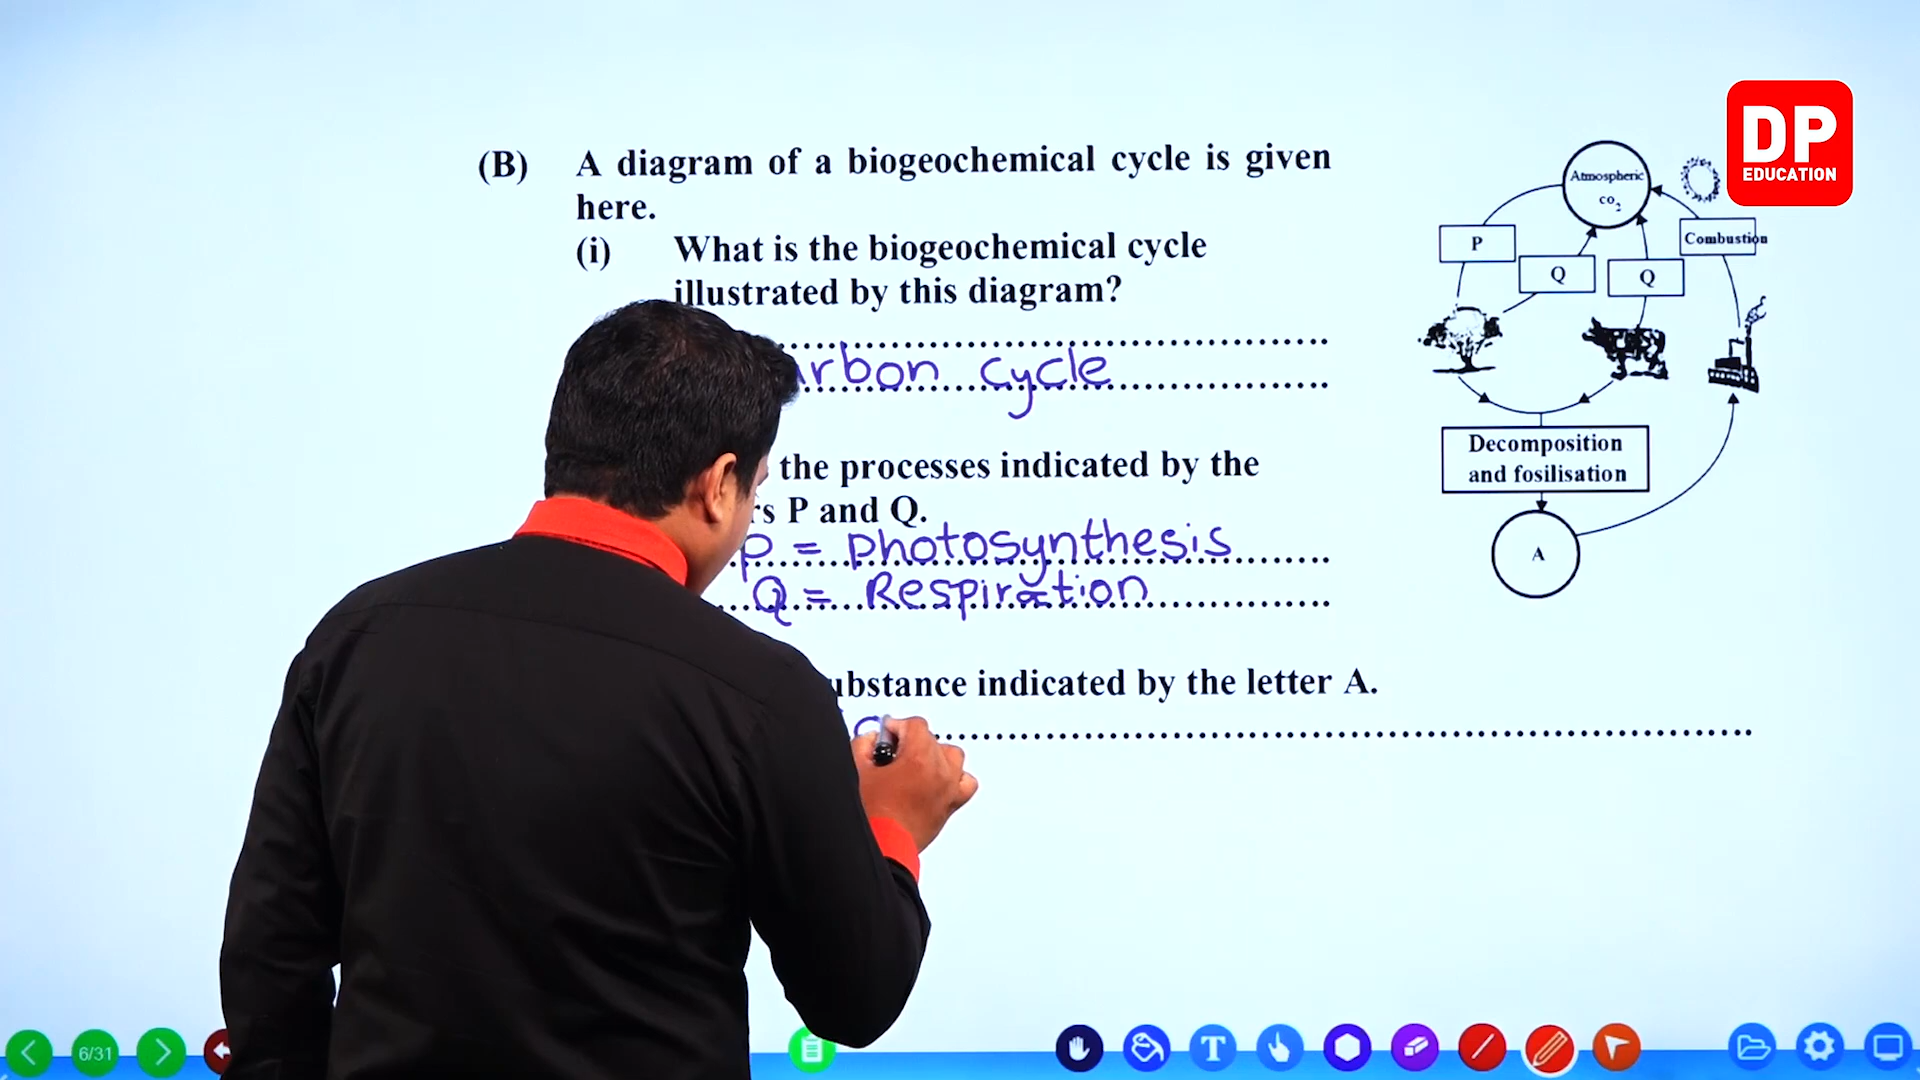 DP
EDUCATION
(B) A diagram of a biogeochemical cycle is given
here.
(i) What is the biogeochemical cycle
illustrated by this diagram?
rbon cycle
the processes indicated by the
rs P and Q.
P = photosynthesis
Q = Respiration
ubstance indicated by the letter A.
Atmospheric
co2
P
Q
Q
Combustion
Decomposition
and fosilisation
A
6/31
T